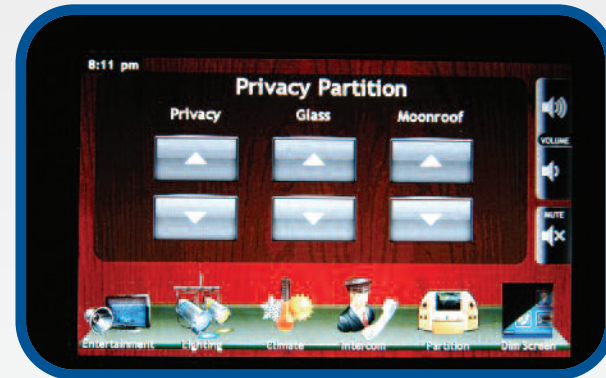 8:11 pm
Privacy Partition
Privacy Glass Moonroof
VOLUME
MUTE
Entertainment Lighting Climate Intercom Partition Dim Screen